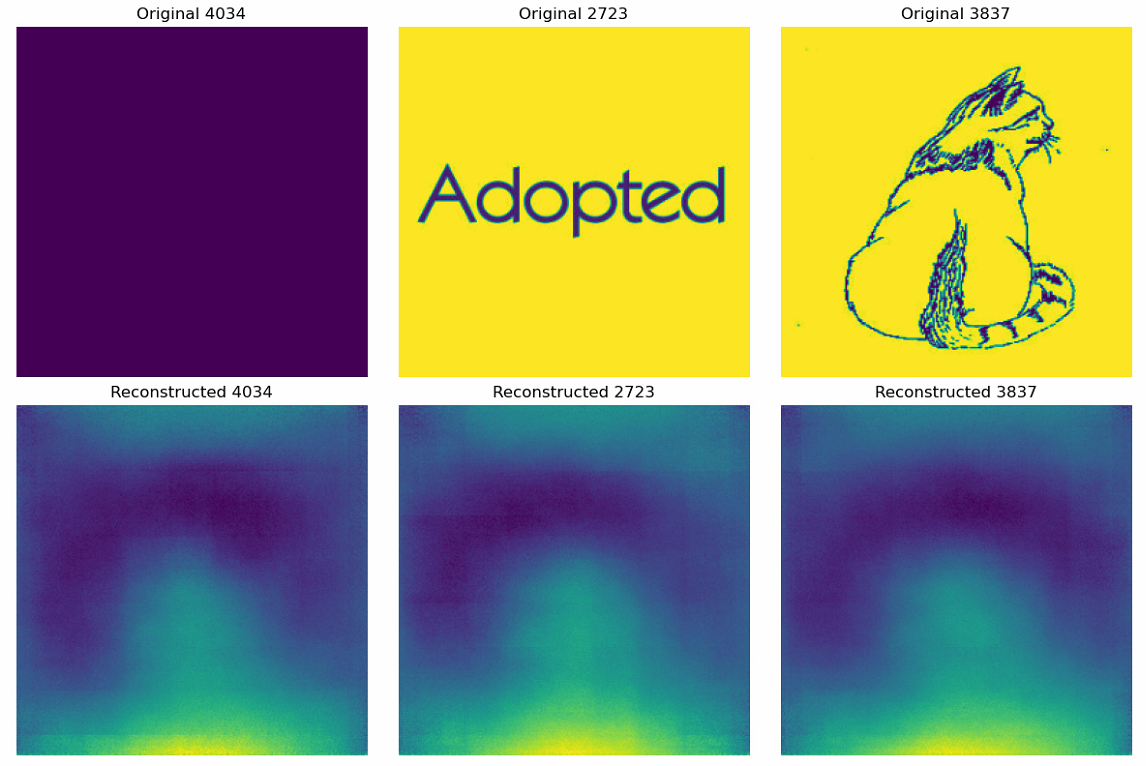 Original 4034
Original 2723
Original 3837
Adopted
Reconstructed 4034
Reconstructed 2723
Reconstructed 3837